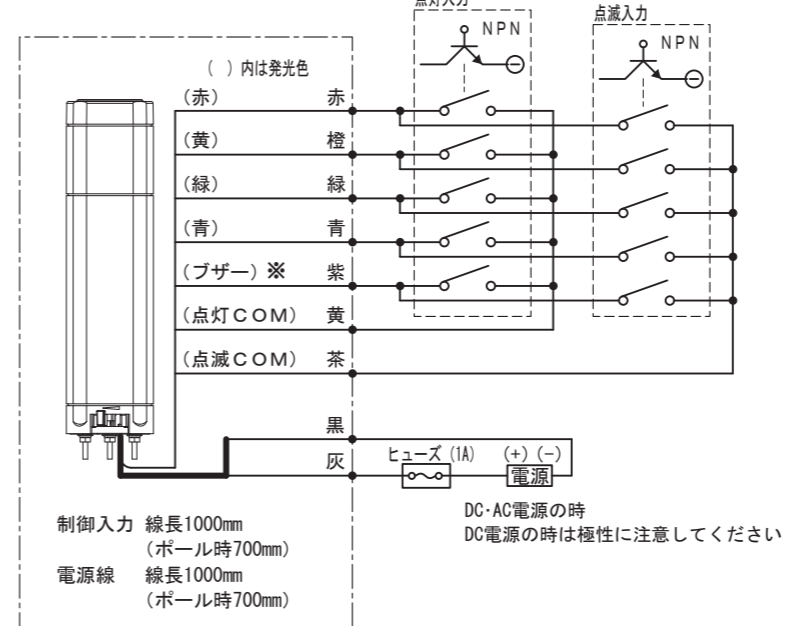 点灯入力
点滅入力
NPN
NPN
( )内は発光色
(赤) 赤
(黄) 橙
(緑) 緑
(青) 青
(ブザー)※ 紫
(点灯COM) 黄
(点滅COM) 茶
黒
灰
ヒューズ(1A)
(+)(-)
電源
DC・AC電源の時
DC電源の時は極性に注意してください
制御入力 線長1000mm
(ポール時700mm)
電源線 線長1000mm
(ポール時700mm)